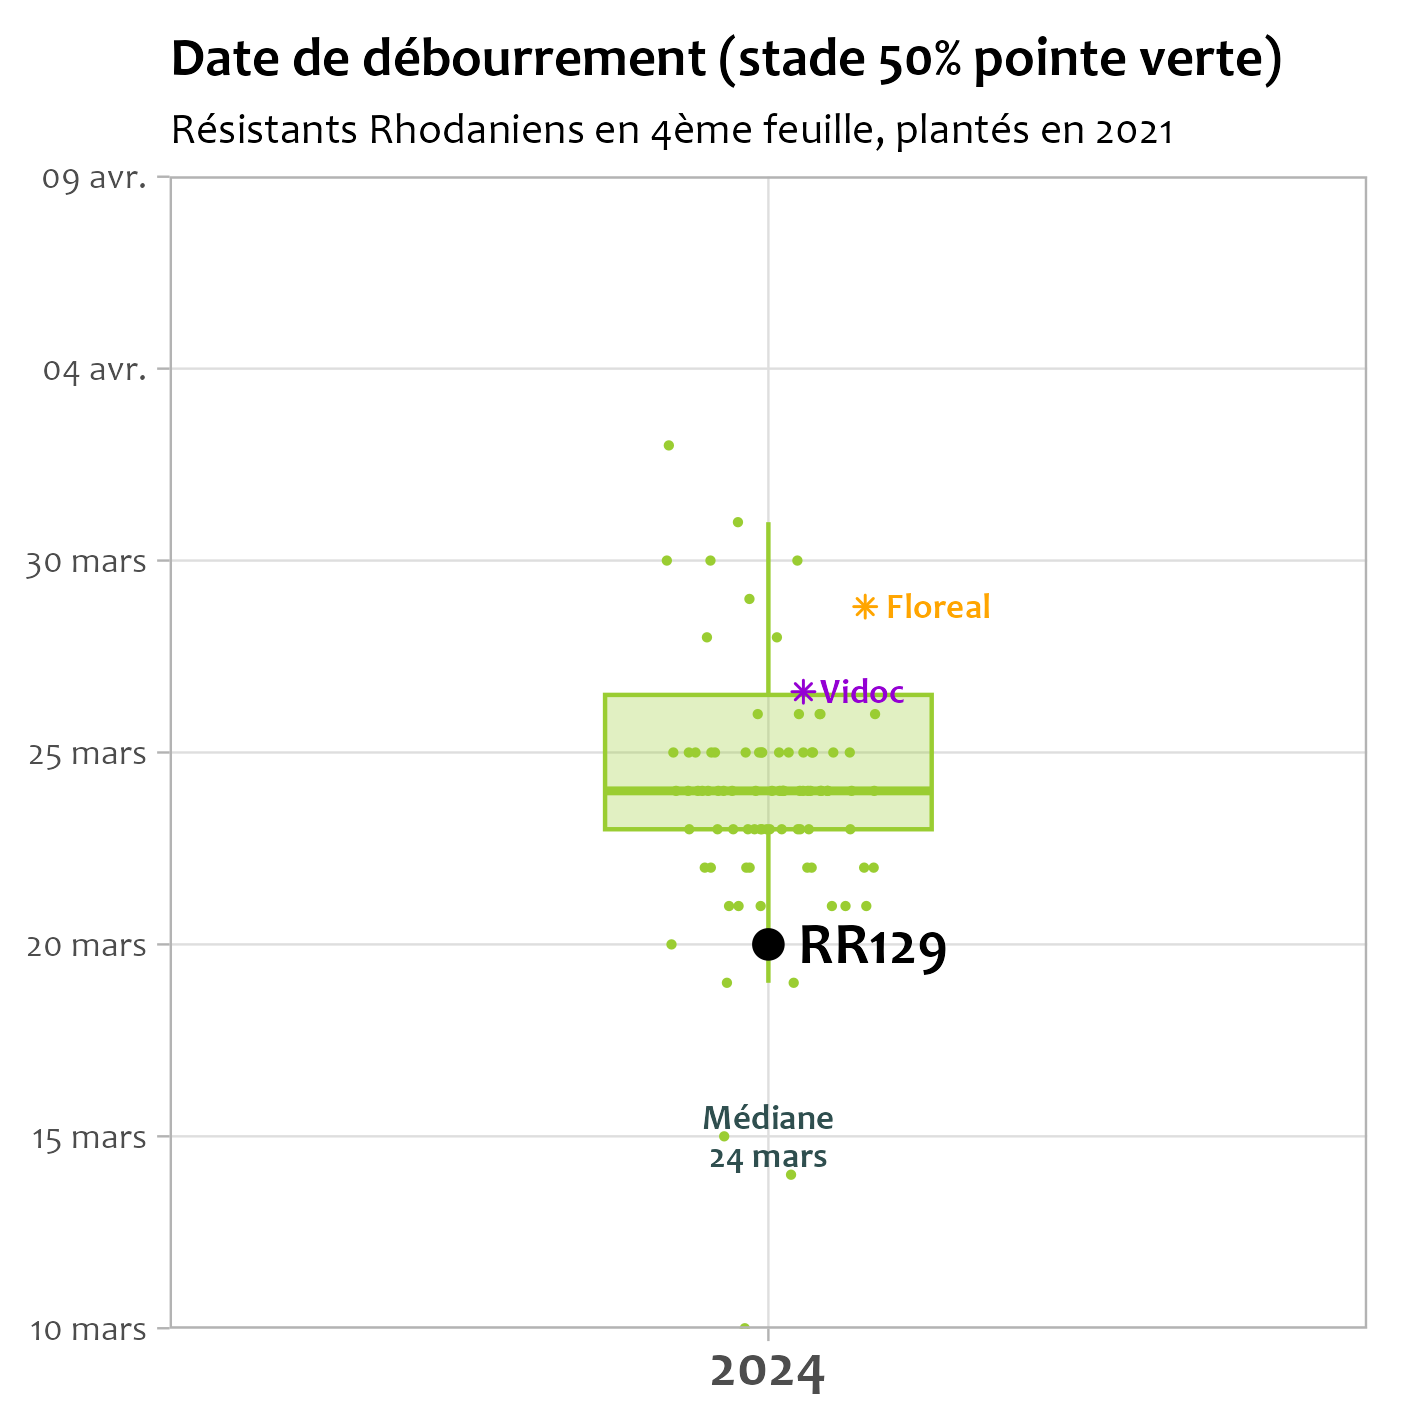 Date de débourrement (stade 50% pointe verte)
Résistants Rhodaniens en 4ème feuille, plantés en 2021
09 avr.
04 avr.
30 mars
Floreal
Vidoc
25 mars
20 mars
RR129
Médiane
15 mars
24 mars
10 mars
2024